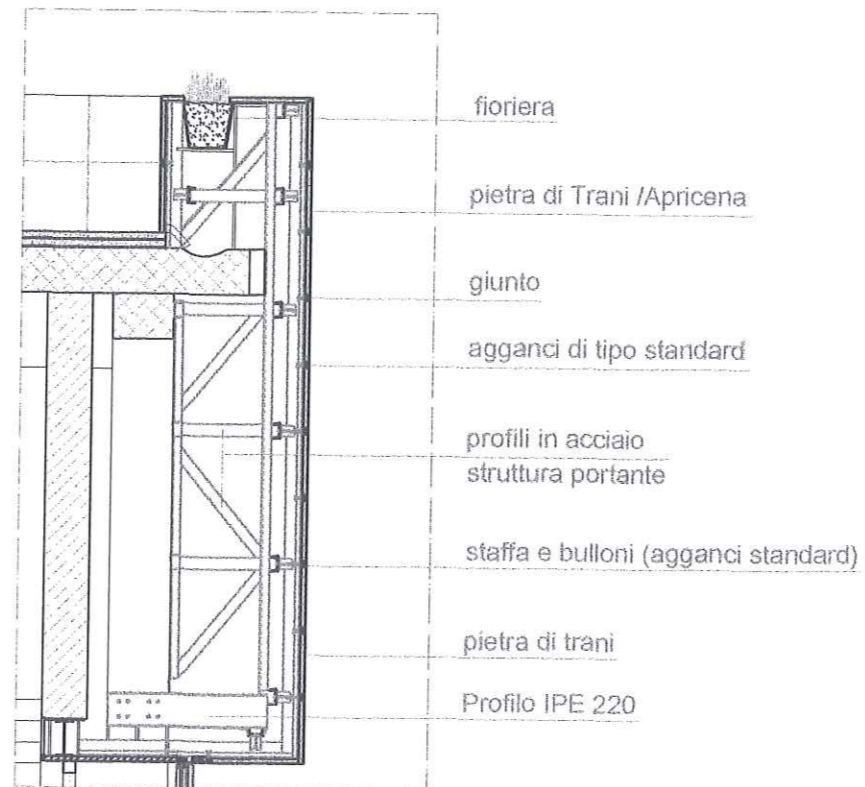 fioriera
pietra di Trani /Apricena
giunto
agganci di tipo standard
profili in acciaio
struttura portante
staffa e bulloni (agganci standard)
pietra di trani
Profilo IPE 220